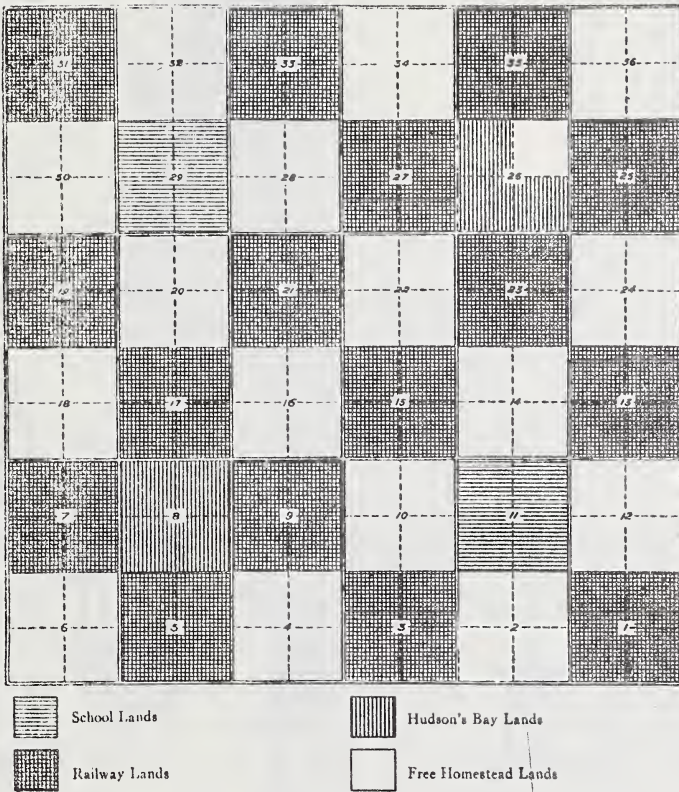 31 32 33 34 35 36
30 29 28 27 26 25
19 20 21 22 23 24
18 17 16 15 14 13
7 8 9 10 11 12
6 5 4 3 2 1
School Lands
Hudson's Bay Lands
Railway Lands
Free Homestead Lands